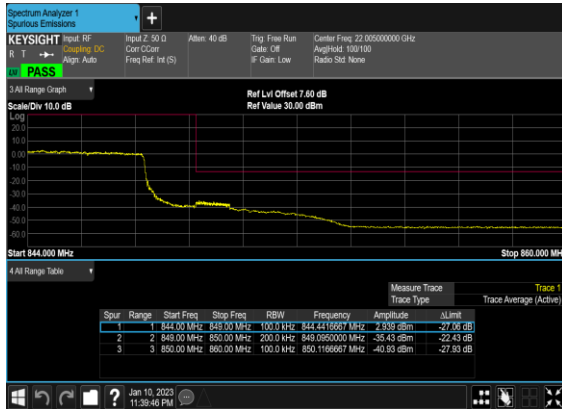 Spectrum Analyzer 1
Spurious Emissions
+
KEYSIGHT Input: RF Input Z: 50 Ω Atten: 40 dB Trig: Free Run Center Freq: 22.005000000 GHz
R T Coupling: DC Corr CCorr Gate: Off Avg|Hold: 100/100
Align: Auto Freq Ref: Int (S) IF Gain: Low Radio Std: None
LU PASS
3 All Range Graph
Ref Lvl Offset 7.60 dB
Scale/Div 10.0 dB Ref Value 30.00 dBm
Log
20.0
10.0
0.00
-10.0
-20.0
-30.0
-40.0
-50.0
-60.0
Start 844.000 MHz Stop 860.000 MHz
4 All Range Table
Measure Trace Trace 1
Trace Type Trace Average (Active)
Spur Range Start Freq Stop Freq RBW Frequency Amplitude ΔLimit
1 1 844.00 MHz 849.00 MHz 100.0 kHz 844.4416667 MHz 2.939 dBm -27.06 dB
2 2 849.00 MHz 850.00 MHz 200.0 kHz 849.0950000 MHz -35.43 dBm -22.43 dB
3 3 850.00 MHz 860.00 MHz 100.0 kHz 850.1166667 MHz -40.93 dBm -27.93 dB
? Jan 10, 2023
11:39:46 PM